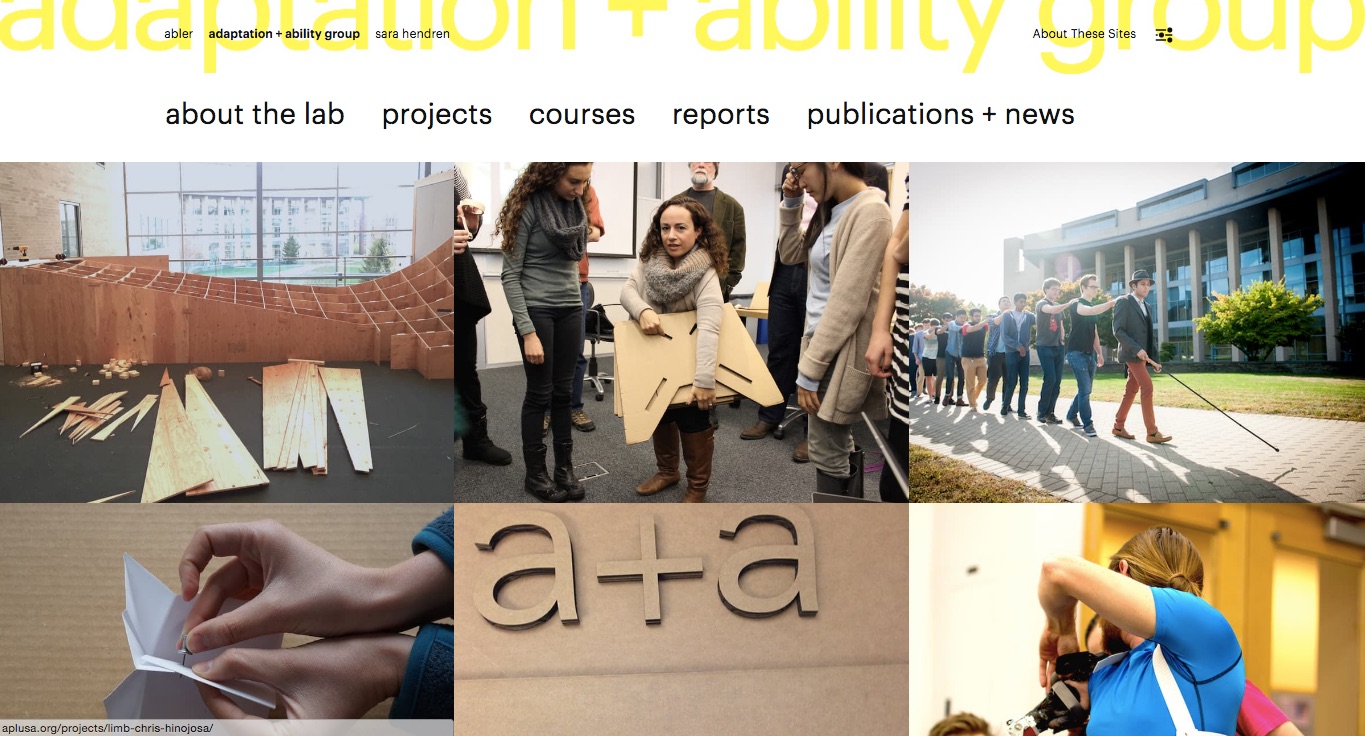 adaptation + ability group
abler adaptation + ability group sara hendren About These Sites
about the lab projects courses reports publications + news
a+a
aplusa.org/projects/limb-chris-hinojosa/